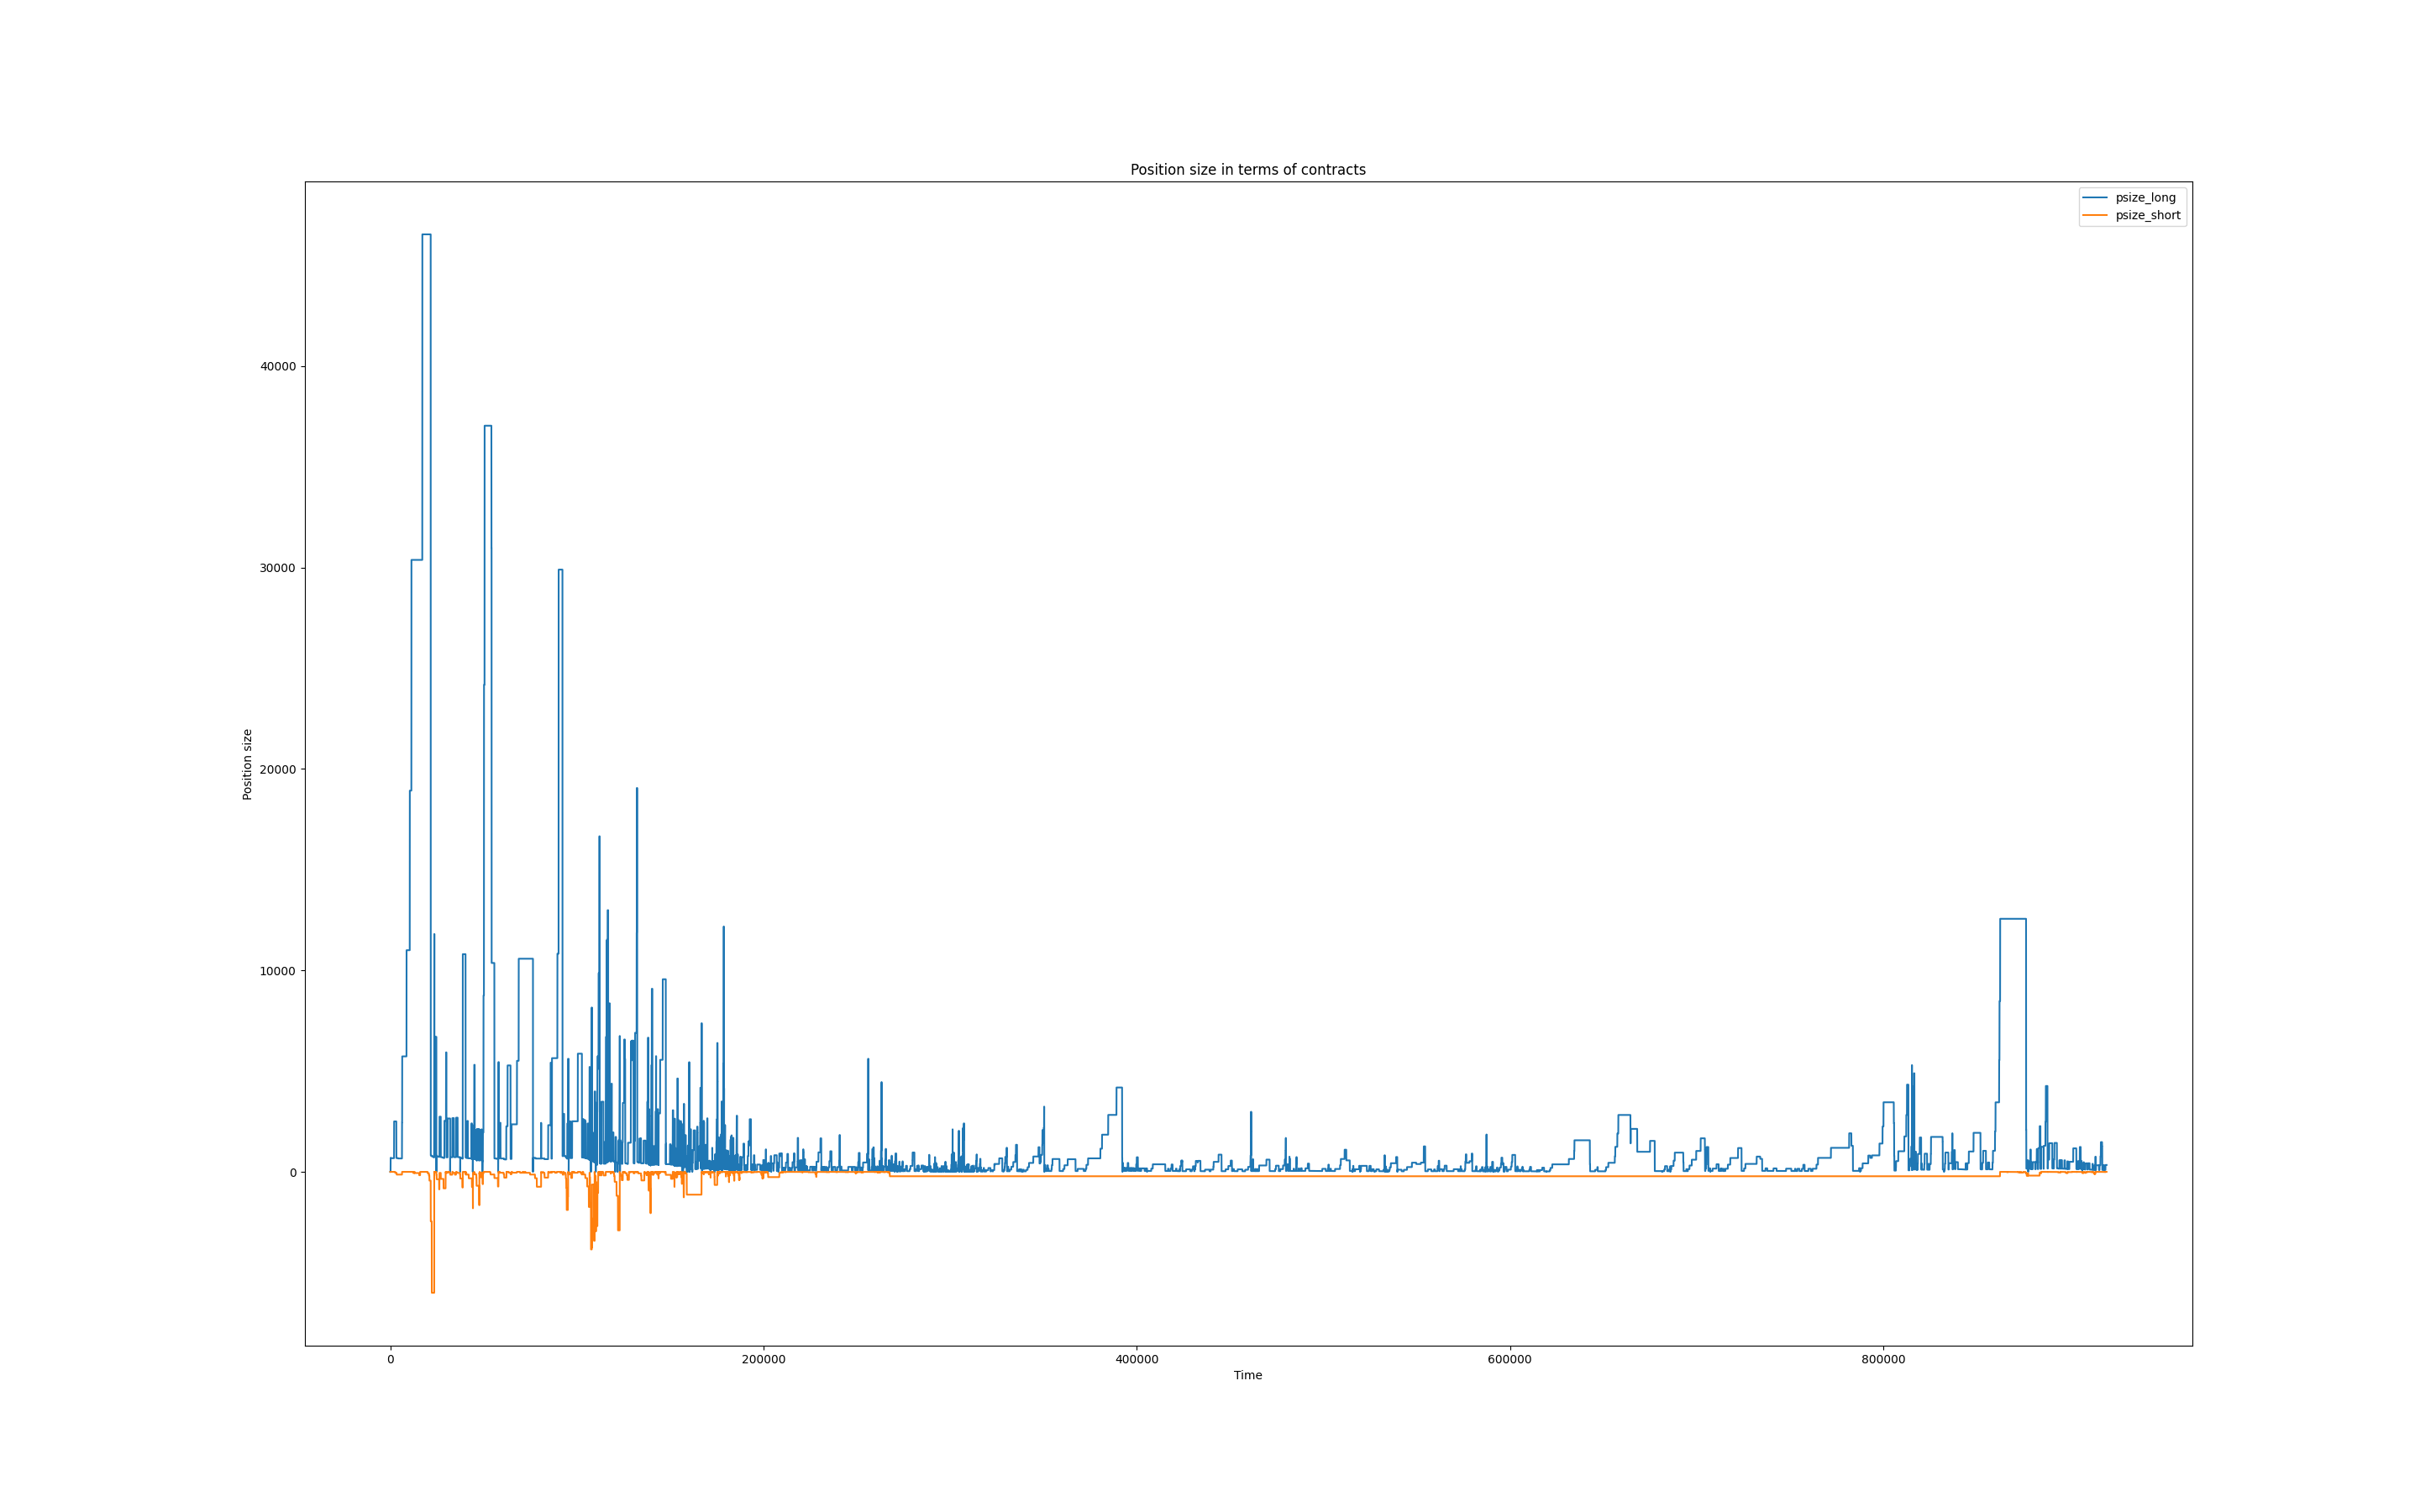 Position size in terms of contracts
psize_long
psize_short
Position size
40000
30000
20000
10000
0
0
200000
400000
600000
800000
Time